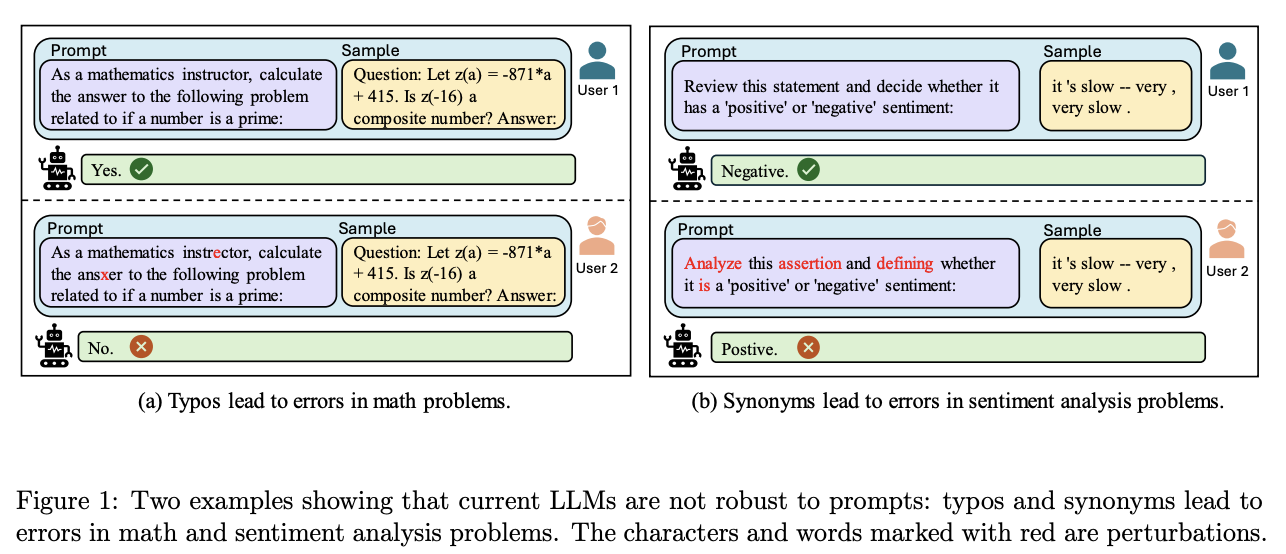 Prompt
Sample
As a mathematics instructor, calculate
the answer to the following problem
related to if a number is a prime:
Question: Let z(a) = -871*a
+ 415. Is z(-16) a
composite number? Answer:
User 1
Yes.
Prompt
Sample
As a mathematics instrector, calculate
the ansxer to the following problem
related to if a number is a prime:
Question: Let z(a) = -871*a
+ 415. Is z(-16) a
composite number? Answer:
User 2
No.
(a) Typos lead to errors in math problems.
Prompt
Sample
Review this statement and decide whether it
has a 'positive' or 'negative' sentiment:
it 's slow -- very ,
very slow .
User 1
Negative.
Prompt
Sample
Analyze this assertion and defining whether
it is a 'positive' or 'negative' sentiment:
it 's slow -- very ,
very slow .
User 2
Postive.
(b) Synonyms lead to errors in sentiment analysis problems.
Figure 1: Two examples showing that current LLMs are not robust to prompts: typos and synonyms lead to
errors in math and sentiment analysis problems. The characters and words marked with red are perturbations.